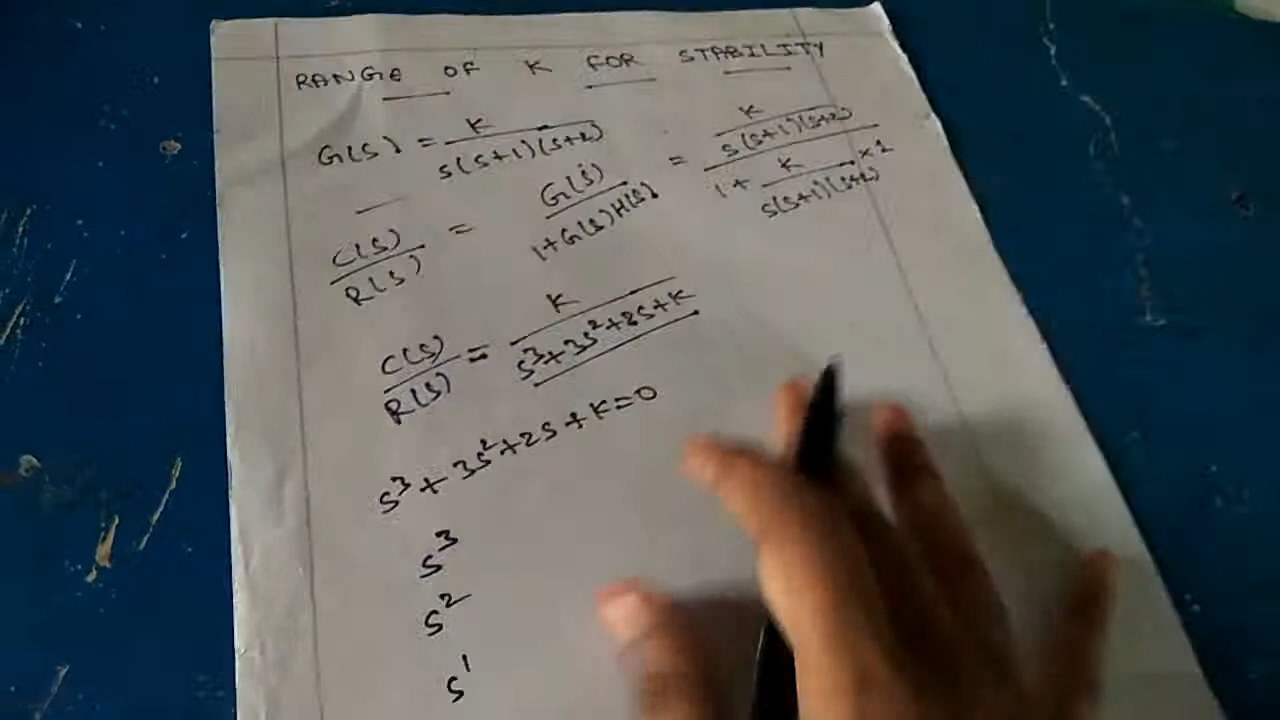 RANGE OF K FOR STABILITY
G(S) = K / S(S+1)(S+2)
C(S) / R(S) = G(S) / 1+G(S)H(S) = K / S(S+1)(S+2) / 1 + K / S(S+1)(S+2) × 1
C(S) / R(S) = K / S³+3S²+2S+K
S³+3S²+2S+K=0
S³
S²
S¹